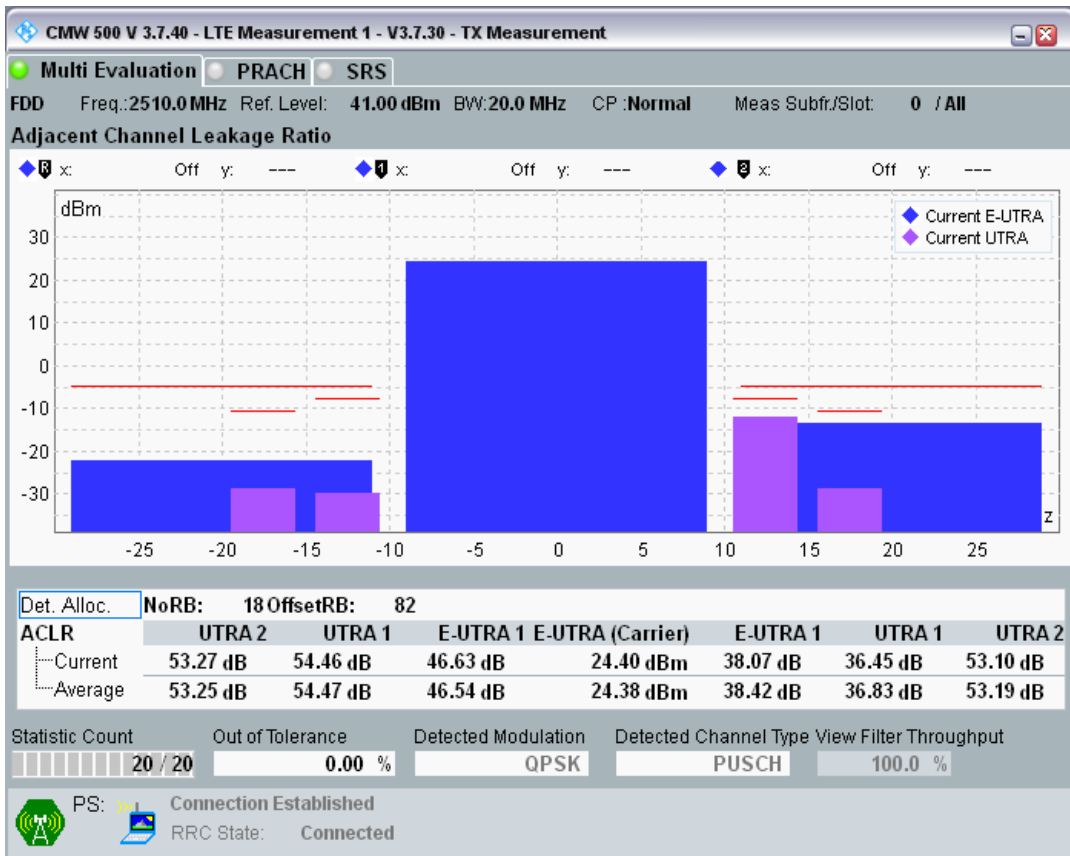 CMW 500 V 3.7.40 - LTE Measurement 1 - V3.7.30 - TX Measurement
Multi Evaluation PRACH SRS
FDD Freq.:2510.0 MHz Ref. Level: 41.00 dBm BW:20.0 MHz CP :Normal Meas Subfr./Slot: 0 / All
Adjacent Channel Leakage Ratio
R x: Off y: --- 1 x: Off y: --- 2 x: Off y: ---
dBm
Current E-UTRA
Current UTRA
30
20
10
0
-10
-20
-30
z
-25 -20 -15 -10 -5 0 5 10 15 20 25
Det. Alloc. NoRB: 18 OffsetRB: 82
ACLR UTRA 2 UTRA 1 E-UTRA 1 E-UTRA (Carrier) E-UTRA 1 UTRA 1 UTRA 2
Current 53.27 dB 54.46 dB 46.63 dB 24.40 dBm 38.07 dB 36.45 dB 53.10 dB
Average 53.25 dB 54.47 dB 46.54 dB 24.38 dBm 38.42 dB 36.83 dB 53.19 dB
Statistic Count Out of Tolerance Detected Modulation Detected Channel Type View Filter Throughput
20 / 20 0.00 % QPSK PUSCH 100.0 %
PS: Connection Established
RRC State: Connected